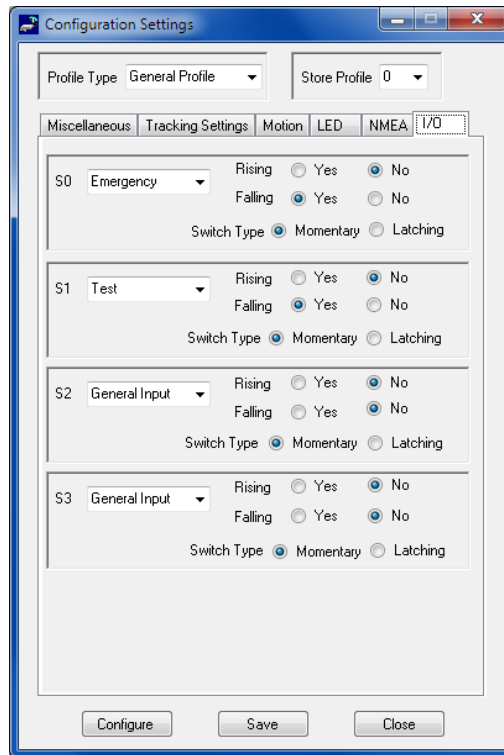 Configuration Settings
Profile Type General Profile
Store Profile 0
Miscellaneous Tracking Settings Motion LED NMEA I/O
S0 Emergency
Rising Yes No
Falling Yes No
Switch Type Momentary Latching
S1 Test
Rising Yes No
Falling Yes No
Switch Type Momentary Latching
S2 General Input
Rising Yes No
Falling Yes No
Switch Type Momentary Latching
S3 General Input
Rising Yes No
Falling Yes No
Switch Type Momentary Latching
Configure Save Close